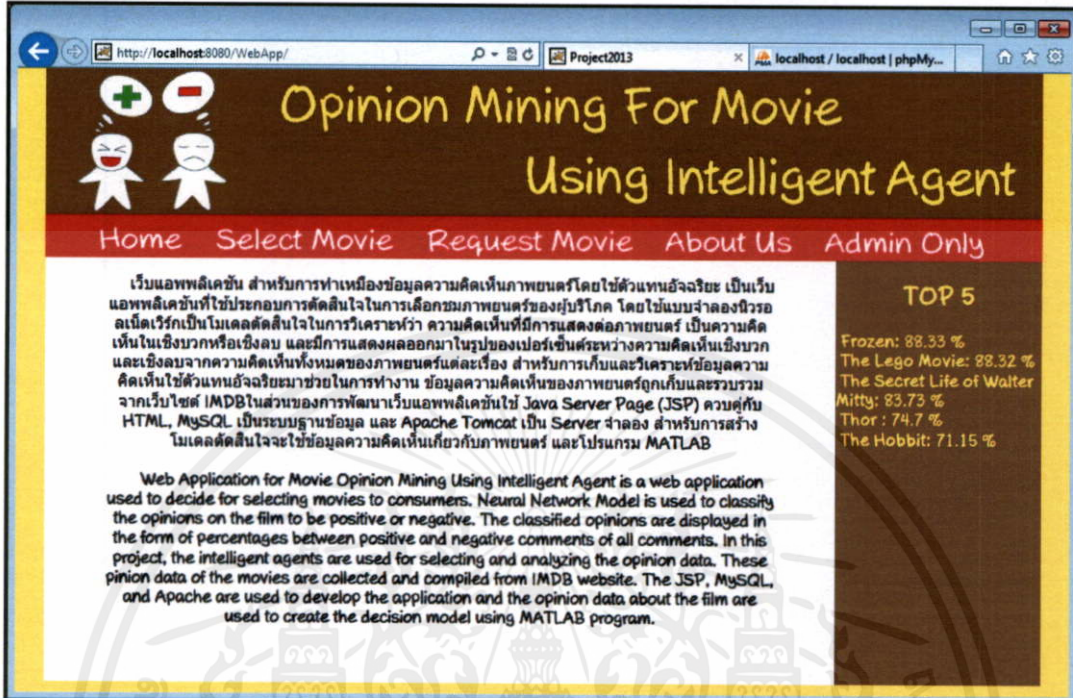 http://localhost:8080/WebApp/
Project2013
localhost / localhost | phpMy...
Opinion Mining For Movie
Using Intelligent Agent
Home Select Movie Request Movie About Us Admin Only
เว็บแอพพลิเคชัน สำหรับการทำเหมืองข้อมูลความคิดเห็นภาพยนตร์โดยใช้ตัวแทนอัจฉริยะ เป็นเว็บ
แอพพลิเคชันที่ใช้ประกอบการตัดสินใจในการเลือกชมภาพยนตร์ของผู้บริโภค โดยใช้แบบจำลองนิวรอ
ลเน็ตเวิร์กเป็นโมเดลตัดสินใจในการวิเคราะห์ว่า ความคิดเห็นที่มีการแสดงต่อภาพยนตร์ เป็นความคิด
เห็นในเชิงบวกหรือเชิงลบ และมีการแสดงผลออกมาในรูปของเปอร์เซ็นต์ระหว่างความคิดเห็นเชิงบวก
และเชิงลบจากความคิดเห็นทั้งหมดของภาพยนตร์แต่ละเรื่อง สำหรับการเก็บและวิเคราะห์ข้อมูลความ
คิดเห็นใช้ตัวแทนอัจฉริยะมาช่วยในการทำงาน ข้อมูลความคิดเห็นของภาพยนตร์ถูกเก็บและรวบรวม
จากเว็บไซต์ IMDBในส่วนของการพัฒนาเว็บแอพพลิเคชันใช้ Java Server Page (JSP) ควบคู่กับ
HTML, MySQL เป็นระบบฐานข้อมูล และ Apache Tomcat เป็น Server จำลอง สำหรับการสร้าง
โมเดลตัดสินใจจะใช้ข้อมูลความคิดเห็นเกี่ยวกับภาพยนตร์ และโปรแกรม MATLAB
Web Application for Movie Opinion Mining Using Intelligent Agent is a web application
used to decide for selecting movies to consumers. Neural Network Model is used to classify
the opinions on the film to be positive or negative. The classified opinions are displayed in
the form of percentages between positive and negative comments of all comments. In this
project, the intelligent agents are used for selecting and analyzing the opinion data. These
pinion data of the movies are collected and compiled from IMDB website. The JSP, MySQL,
and Apache are used to develop the application and the opinion data about the film are
used to create the decision model using MATLAB program.
TOP 5
Frozen: 88.33 %
The Lego Movie: 88.32 %
The Secret Life of Walter
Mitty: 83.73 %
Thor : 74.7 %
The Hobbit: 71.15 %